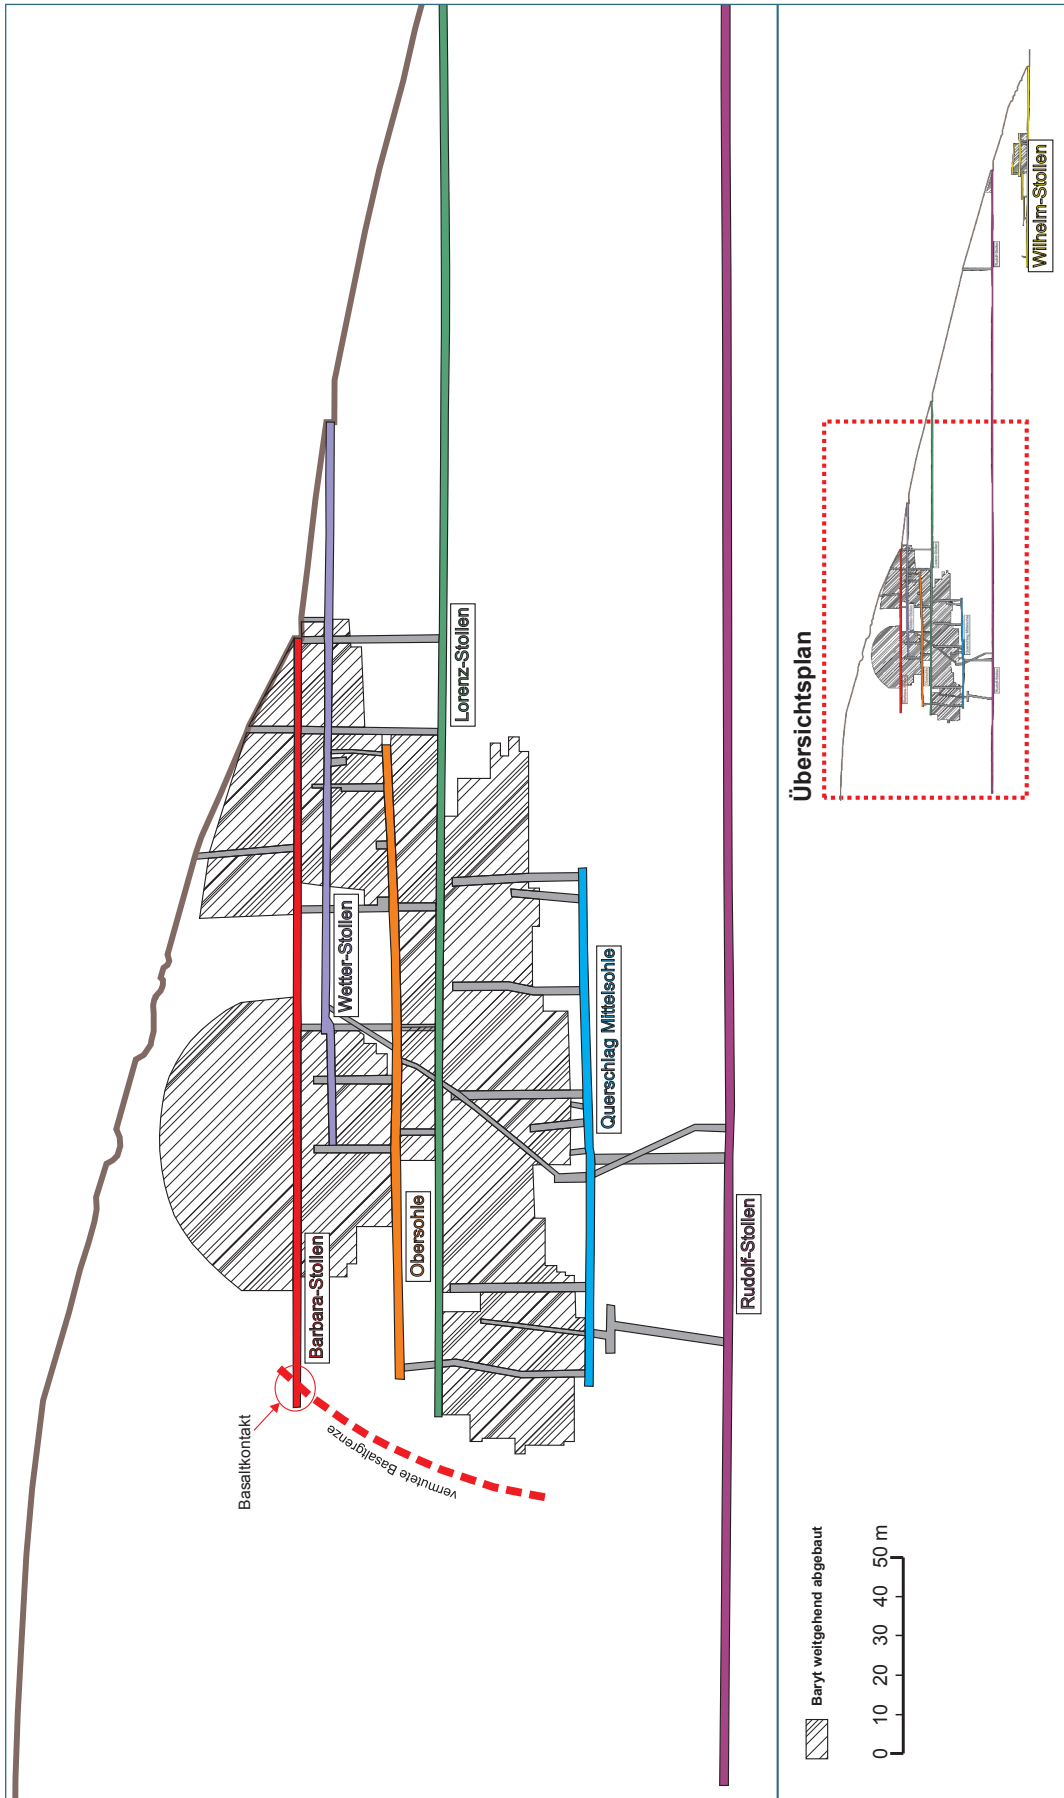 Basaltkontakt
vermutete Basaltgrenze
Barbara-Stollen
Wetter-Stollen
Obersohle
Lorenz-Stollen
Querschlag Mittelsohle
Rudolf-Stollen
Übersichtsplan
Wilhelm-Stollen
Baryt weitgehend abgebaut
0 10 20 30 40 50 m